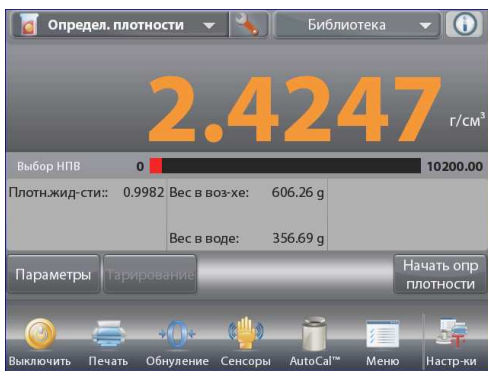 Определ. плотности Библиотека
2.4247 г/см³
Выбор НПВ 0 10200.00
Плотн.жид-сти:: 0.9982 Вес в воз-хе: 606.26 g
Вес в воде: 356.69 g
Параметры Тарирование Начать опр
плотности
Выключить Печать Обнуление Сенсоры AutoCal™ Меню Настр-ки